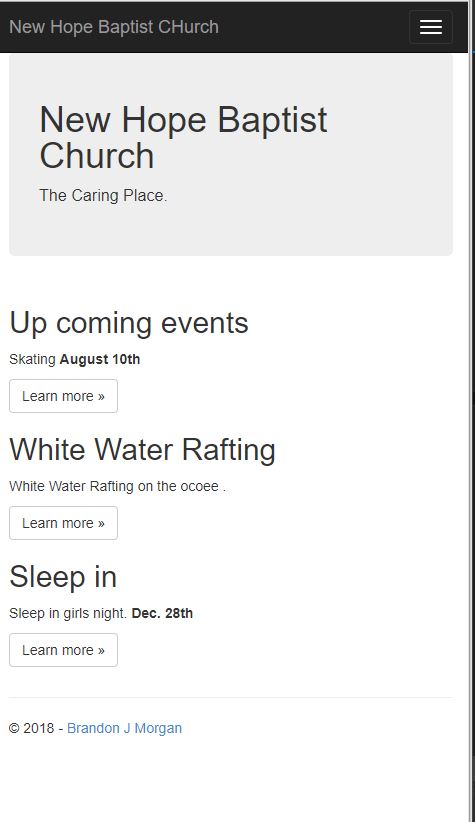 New Hope Baptist CHurch
New Hope Baptist
Church
The Caring Place.
Up coming events
Skating August 10th
Learn more »
White Water Rafting
White Water Rafting on the ocoee .
Learn more »
Sleep in
Sleep in girls night. Dec. 28th
Learn more »
© 2018 - Brandon J Morgan